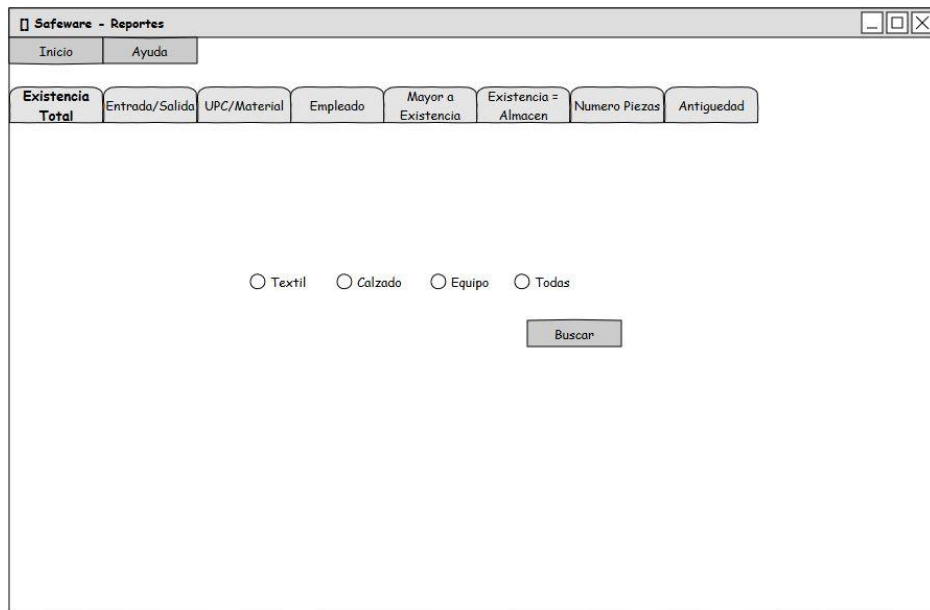 [] Safeware - Reportes
Inicio Ayuda
Existencia Total Entrada/Salida UPC/Material Empleado Mayor a Existencia Existencia = Almacen Numero Piezas Antiguedad
Textil Calzado Equipo Todas
Buscar